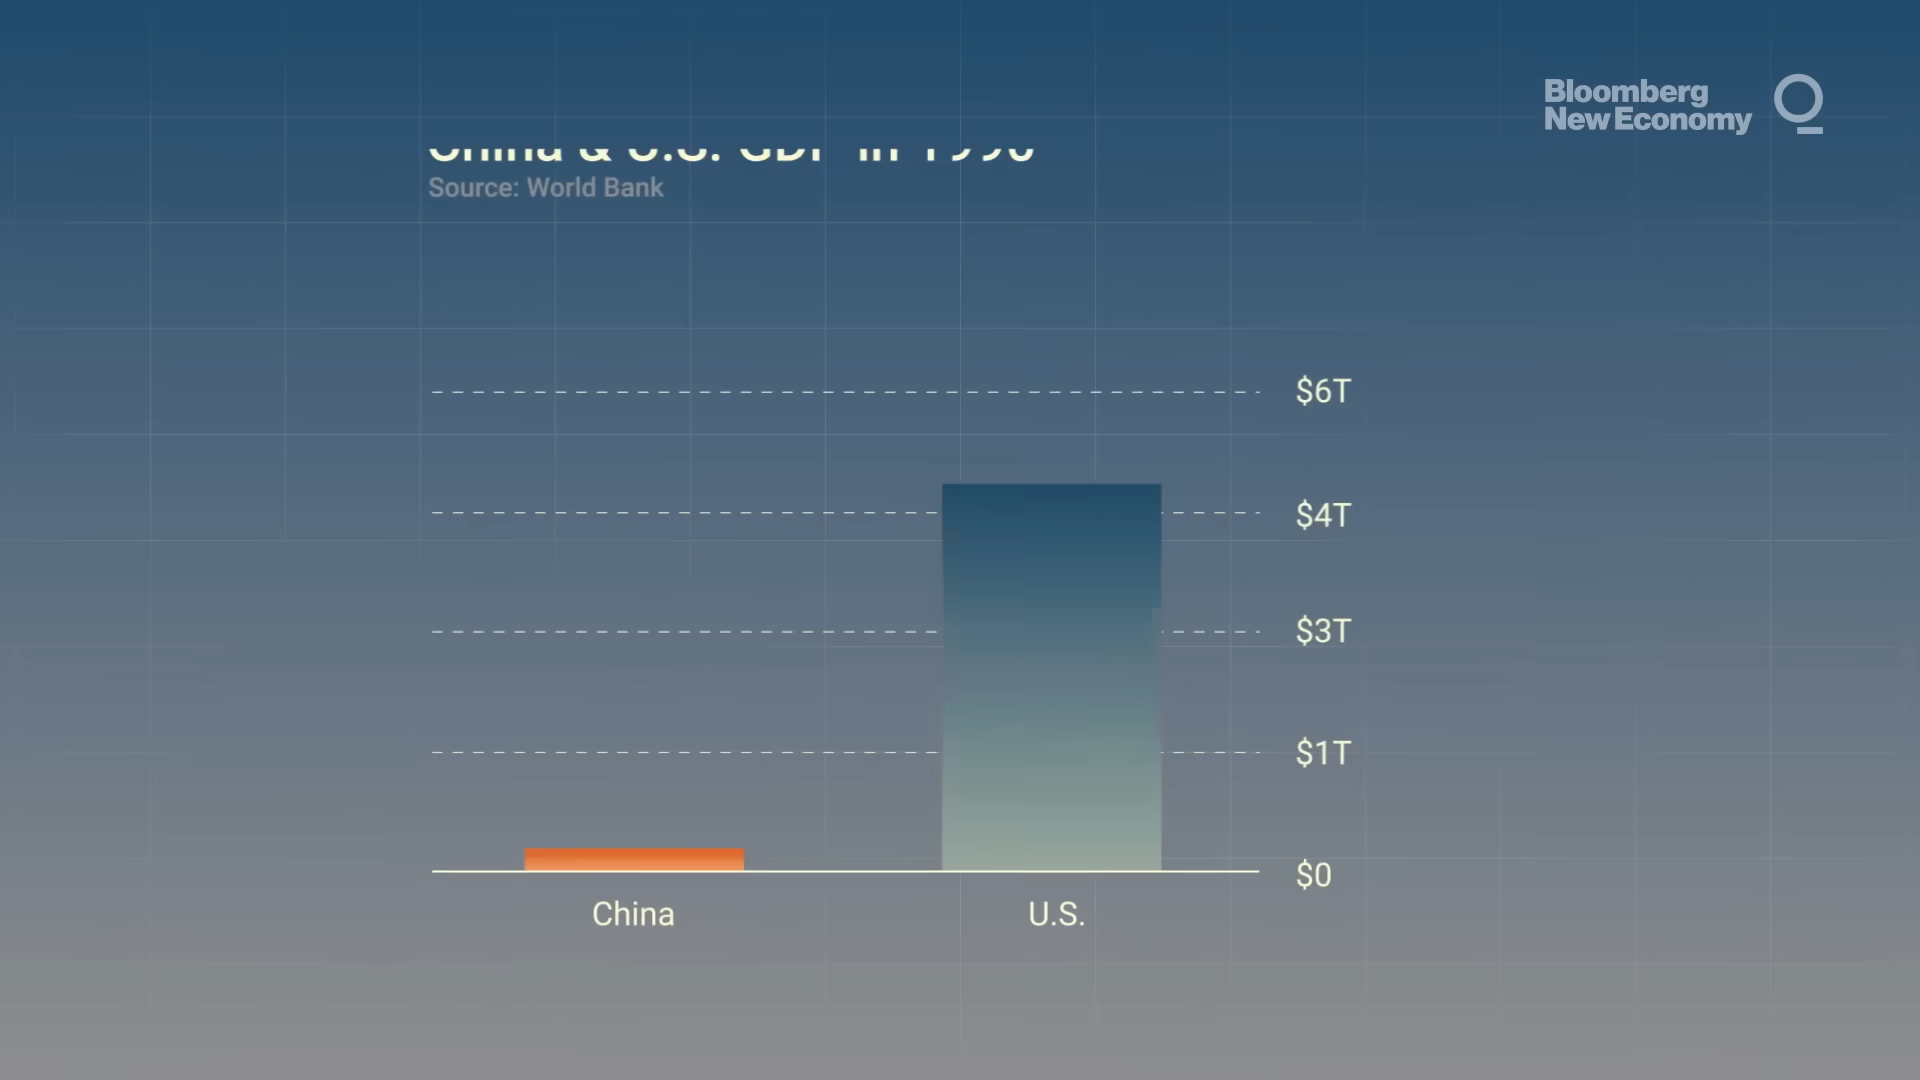 Bloomberg
New Economy
China & U.S. GDP in 1990
Source: World Bank
$6T
$4T
$3T
$1T
$0
China
U.S.